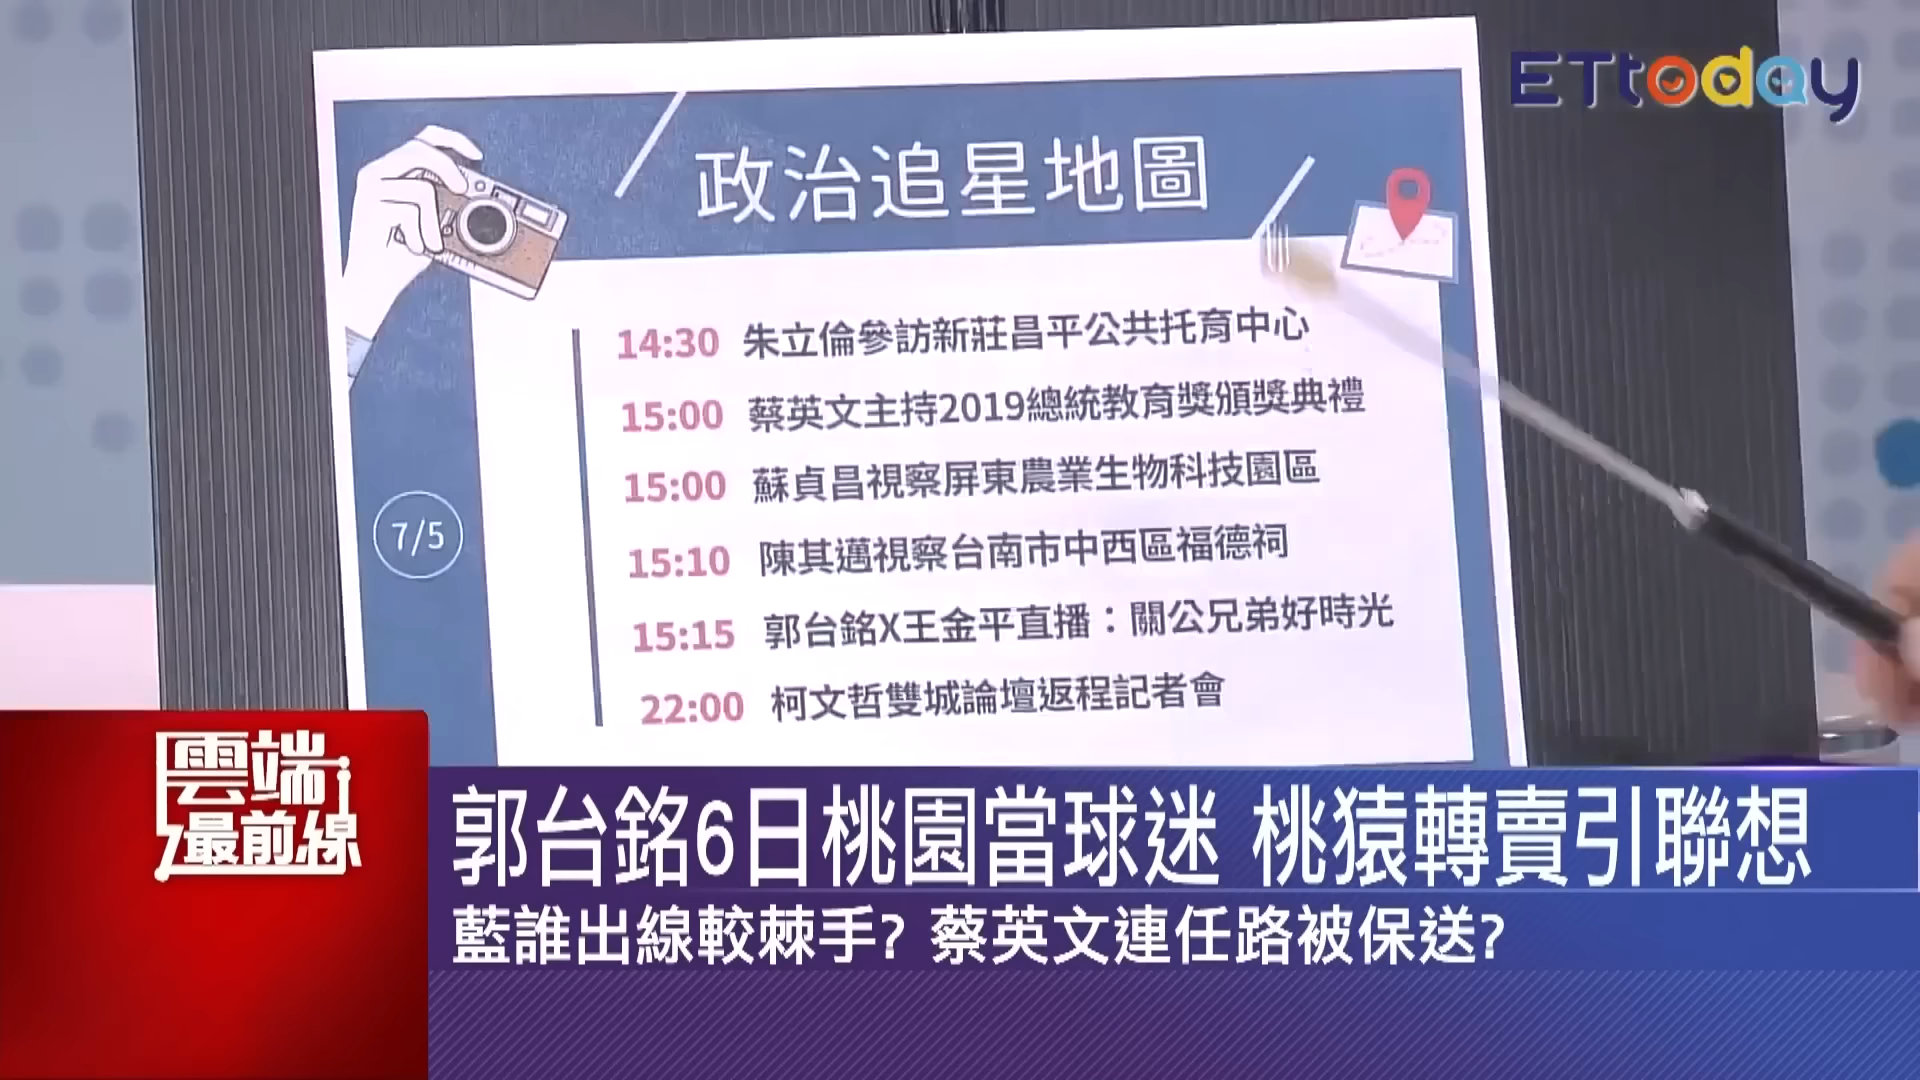 ETtoday
政治追星地圖
14:30 朱立倫參訪新莊昌平公共托育中心
15:00 蔡英文主持2019總統教育獎頒獎典禮
15:00 蘇貞昌視察屏東農業生物科技園區
7/5
15:10 陳其邁視察台南市中西區福德祠
15:15 郭台銘X王金平直播：關公兄弟好時光
22:00 柯文哲雙城論壇返程記者會
雲端
最前線
郭台銘6日桃園當球迷 桃猿轉賣引聯想
藍誰出線較棘手? 蔡英文連任路被保送?